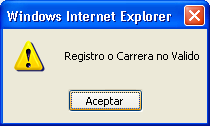 Windows Internet Explorer
Registro o Carrera no Valido
Aceptar